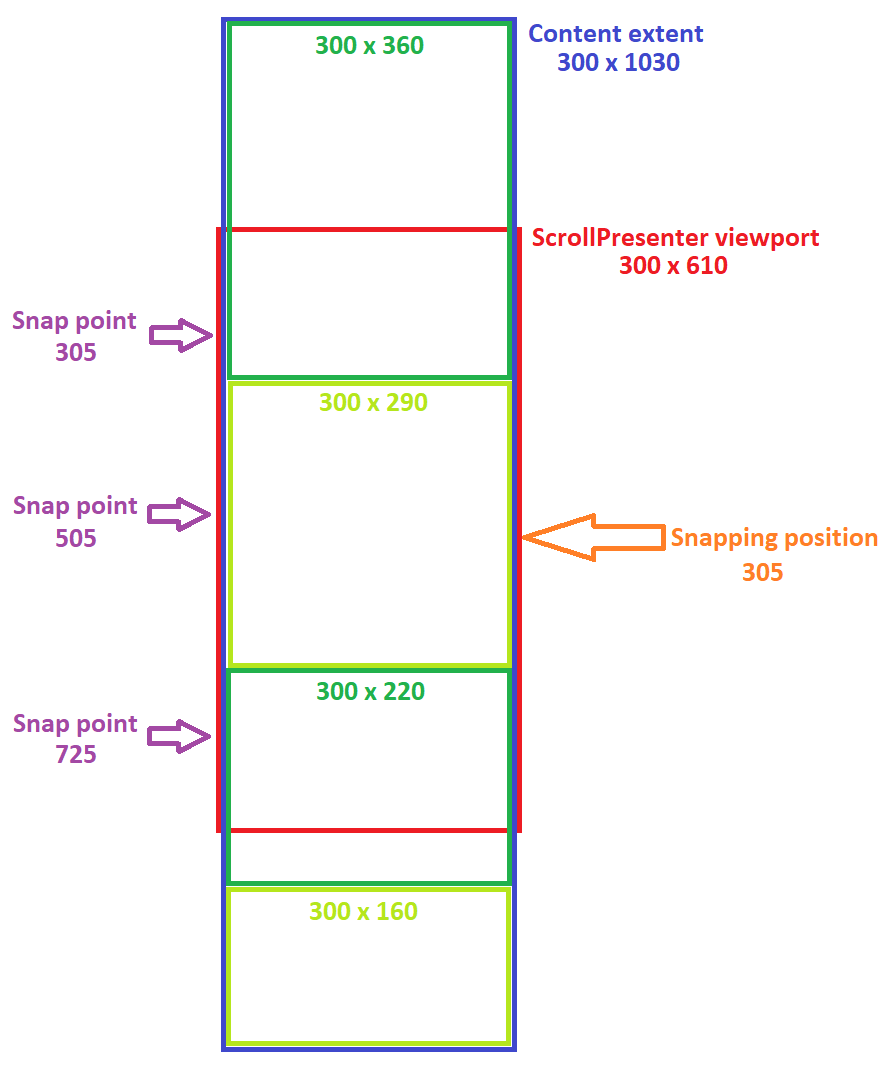 300 x 360
Content extent
300 x 1030
ScrollPresenter viewport
300 x 610
Snap point
305
300 x 290
Snap point
505
Snapping position
305
300 x 220
Snap point
725
300 x 160